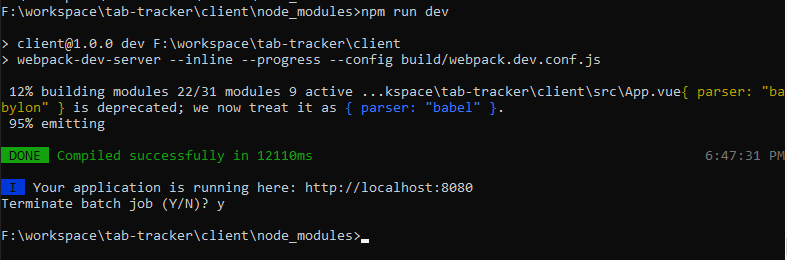 F:\workspace\tab-tracker\client\node_modules>npm run dev
> client@1.0.0 dev F:\workspace\tab-tracker\client
> webpack-dev-server --inline --progress --config build/webpack.dev.conf.js
12% building modules 22/31 modules 9 active ...kspace\tab-tracker\client\src\App.vue{ parser: "ba
bylon" } is deprecated; we now treat it as { parser: "babel" }.
95% emitting
DONE Compiled successfully in 12110ms 6:47:31 PM
I Your application is running here: http://localhost:8080
Terminate batch job (Y/N)? y
F:\workspace\tab-tracker\client\node_modules>